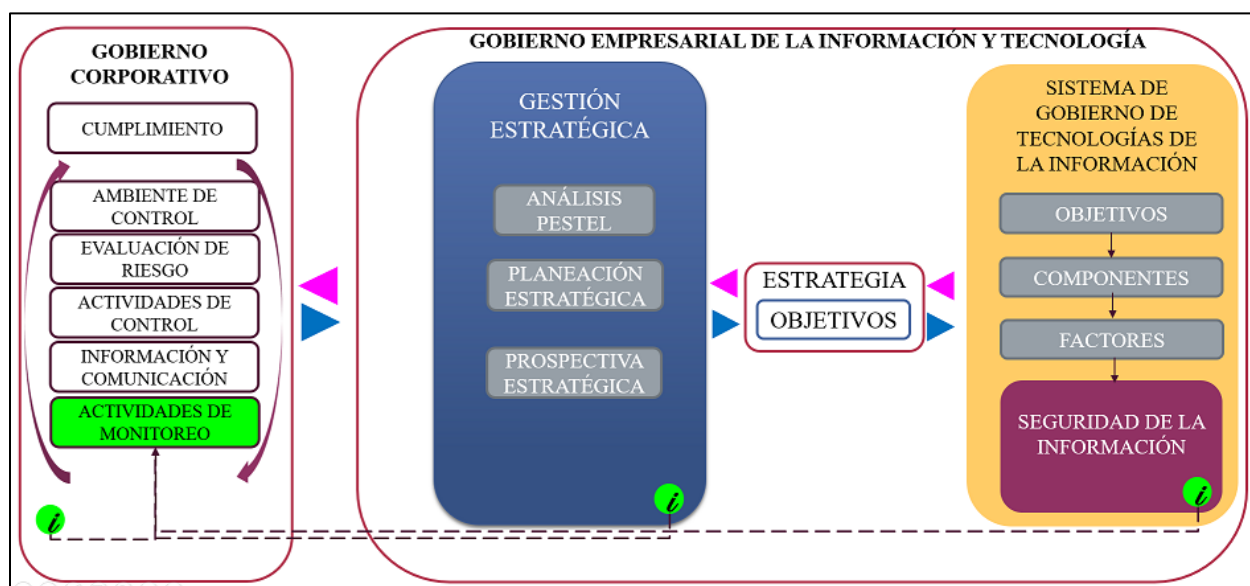 GOBIERNO
CORPORATIVO
CUMPLIMIENTO
AMBIENTE DE
CONTROL
EVALUACIÓN DE
RIESGO
ACTIVIDADES DE
CONTROL
INFORMACIÓN Y
COMUNICACIÓN
ACTIVIDADES DE
MONITOREO
i
GOBIERNO EMPRESARIAL DE LA INFORMACIÓN Y TECNOLOGÍA
GESTIÓN
ESTRATÉGICA
ANÁLISIS
PESTEL
PLANEACIÓN
ESTRATÉGICA
PROSPECTIVA
ESTRATÉGICA
i
ESTRATEGIA
OBJETIVOS
SISTEMA DE
GOBIERNO DE
TECNOLOGÍAS DE
LA INFORMACIÓN
OBJETIVOS
COMPONENTES
FACTORES
SEGURIDAD DE LA
INFORMACIÓN
i